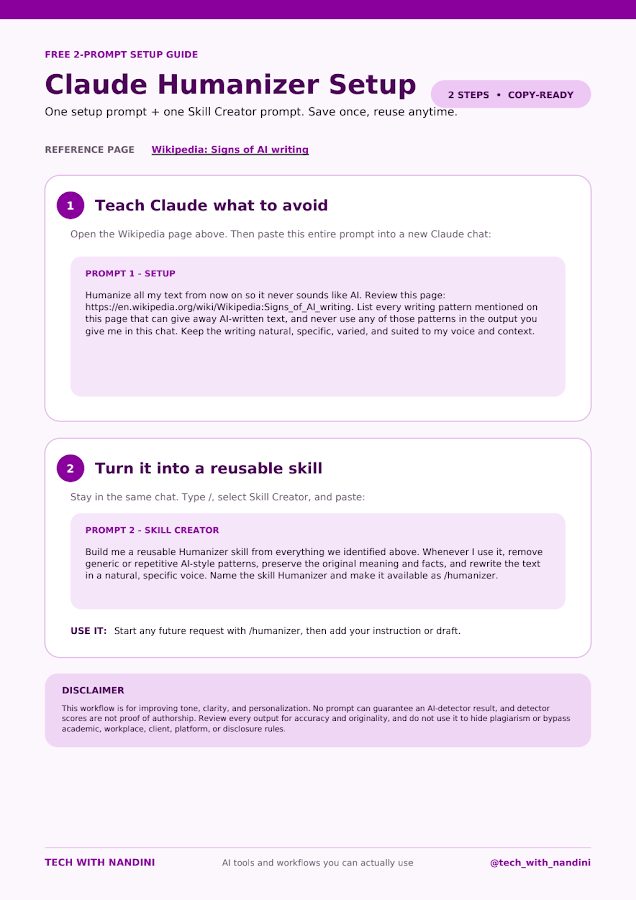 FREE 2-PROMPT SETUP GUIDE
Claude Humanizer Setup
2 STEPS • COPY-READY
One setup prompt + one Skill Creator prompt. Save once, reuse anytime.
REFERENCE PAGE Wikipedia: Signs of AI writing
1 Teach Claude what to avoid
Open the Wikipedia page above. Then paste this entire prompt into a new Claude chat:
PROMPT 1 - SETUP
Humanize all my text from now on so it never sounds like AI. Review this page:
https://en.wikipedia.org/wiki/Wikipedia:Signs_of_AI_writing. List every writing pattern mentioned on
this page that can give away AI-written text, and never use any of those patterns in the output you
give me in this chat. Keep the writing natural, specific, varied, and suited to my voice and context.
2 Turn it into a reusable skill
Stay in the same chat. Type /, select Skill Creator, and paste:
PROMPT 2 - SKILL CREATOR
Build me a reusable Humanizer skill from everything we identified above. Whenever I use it, remove
generic or repetitive AI-style patterns, preserve the original meaning and facts, and rewrite the text
in a natural, specific voice. Name the skill Humanizer and make it available as /humanizer.
USE IT: Start any future request with /humanizer, then add your instruction or draft.
DISCLAIMER
This workflow is for improving tone, clarity, and personalization. No prompt can guarantee an AI-detector result, and detector
scores are not proof of authorship. Review every output for accuracy and originality, and do not use it to hide plagiarism or bypass
academic, workplace, client, platform, or disclosure rules.
TECH WITH NANDINI
AI tools and workflows you can actually use
@tech_with_nandini